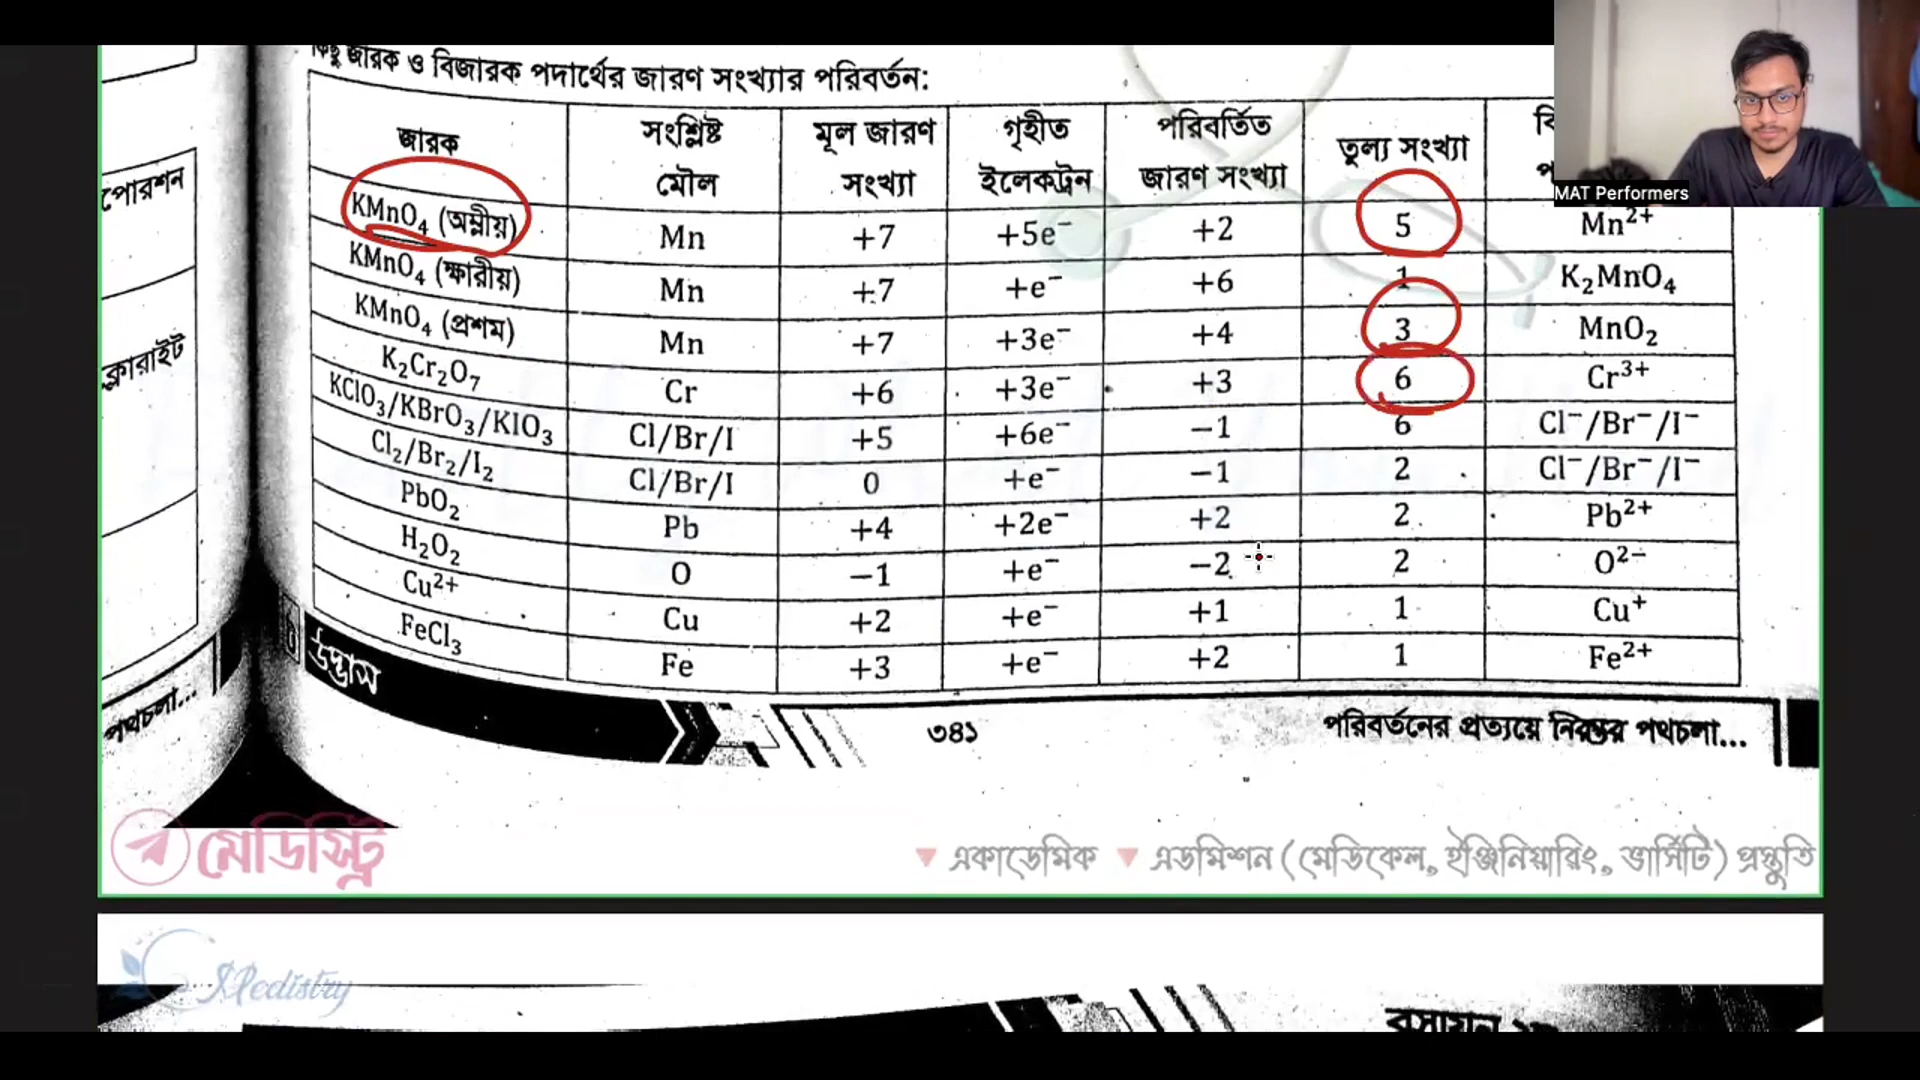 কিছু জারক ও বিজারক পদার্থের জারণ সংখ্যার পরিবর্তন:
জারক | সংশ্লিষ্ট মৌল | মূল জারণ সংখ্যা | গৃহীত ইলেকট্রন | পরিবর্তিত জারণ সংখ্যা | তুল্য সংখ্যা
KMnO₄ (অম্লীয়) | Mn | +7 | +5e⁻ | +2 | 5 | Mn²⁺
KMnO₄ (ক্ষারীয়) | Mn | +7 | +e⁻ | +6 | 1 | K₂MnO₄
KMnO₄ (প্রশম) | Mn | +7 | +3e⁻ | +4 | 3 | MnO₂
K₂Cr₂O₇ | Cr | +6 | +3e⁻ | +3 | 6 | Cr³⁺
KClO₃/KBrO₃/KIO₃ | Cl/Br/I | +5 | +6e⁻ | −1 | 6 | Cl⁻/Br⁻/I⁻
Cl₂/Br₂/I₂ | Cl/Br/I | 0 | +e⁻ | −1 | 2 | Cl⁻/Br⁻/I⁻
PbO₂ | Pb | +4 | +2e⁻ | +2 | 2 | Pb²⁺
H₂O₂ | O | −1 | +e⁻ | −2 | 2 | O²⁻
Cu²⁺ | Cu | +2 | +e⁻ | +1 | 1 | Cu⁺
FeCl₃ | Fe | +3 | +e⁻ | +2 | 1 | Fe²⁺
MAT Performers
পোরশন
ক্লোরাইট
পথচলা...
উদ্ভাস
৩৪১
পরিবর্তনের প্রত্যয়ে নিরন্তর পথচলা...
মেডিস্ট্রি
একাডেমিক এডমিশন (মেডিকেল, ইঞ্জিনিয়ারিং, ভার্সিটি) প্রস্তুতি
Medistry